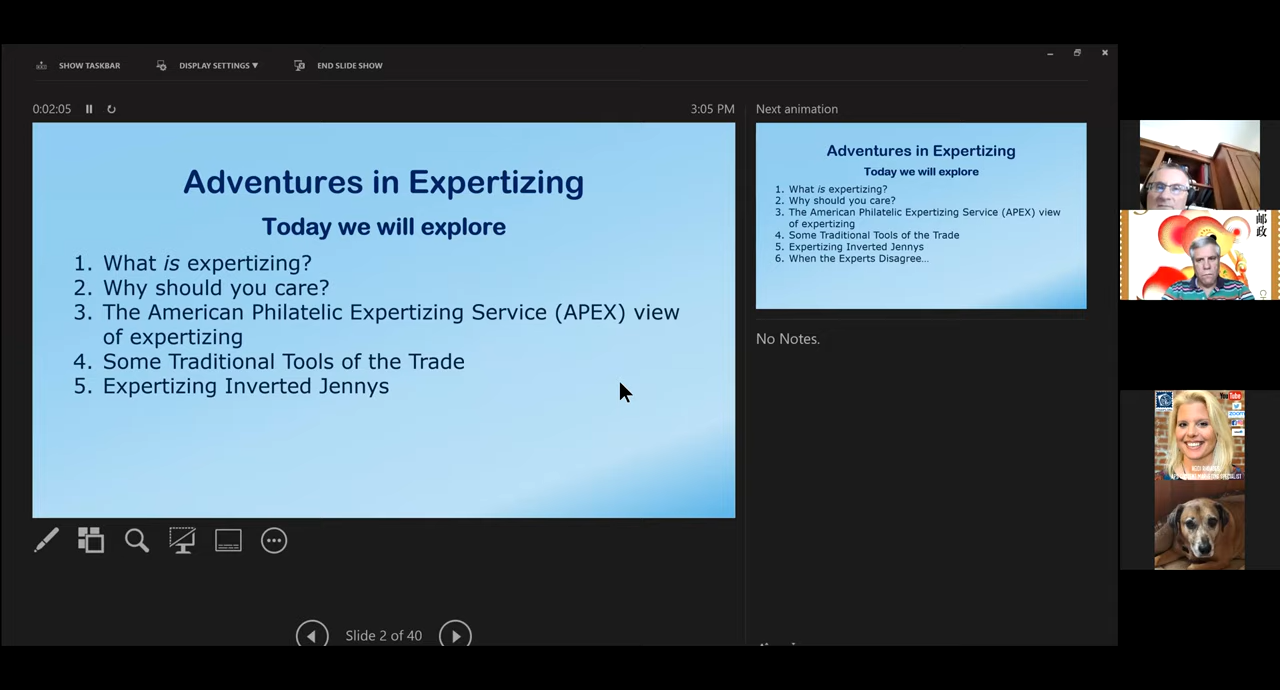 SHOW TASKBAR
DISPLAY SETTINGS ▼
END SLIDE SHOW
0:02:05
3:05 PM
Adventures in Expertizing
Today we will explore
1. What is expertizing?
2. Why should you care?
3. The American Philatelic Expertizing Service (APEX) view
of expertizing
4. Some Traditional Tools of the Trade
5. Expertizing Inverted Jennys
Slide 2 of 40
Next animation
Adventures in Expertizing
Today we will explore
1. What is expertizing?
2. Why should you care?
3. The American Philatelic Expertizing Service (APEX) view
of expertizing
4. Some Traditional Tools of the Trade
5. Expertizing Inverted Jennys
6. When the Experts Disagree...
No Notes.
邮政
YouTube
zoom